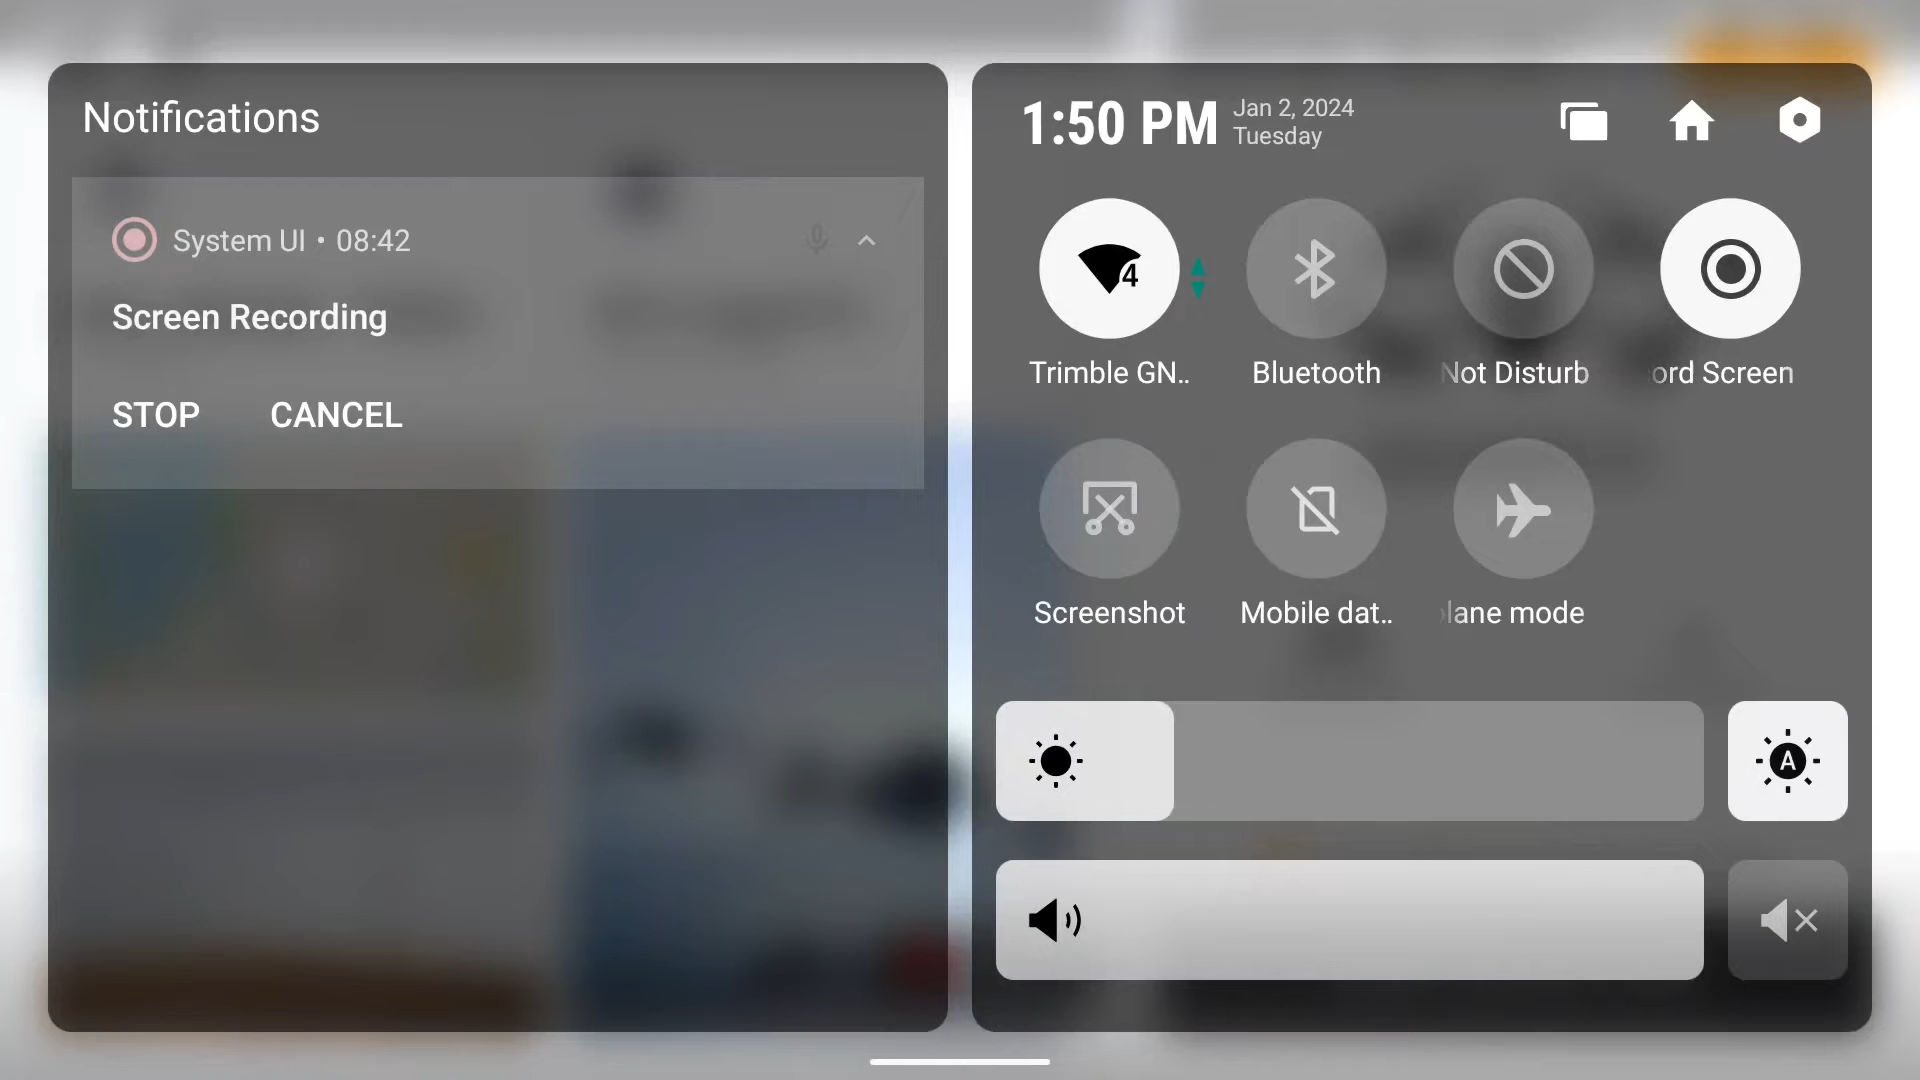 Notifications
System UI • 08:42
Screen Recording
STOP CANCEL
1:50 PM
Jan 2, 2024
Tuesday
4
Trimble GN..
Bluetooth
Not Disturb
ord Screen
Screenshot
Mobile dat..
lane mode
A